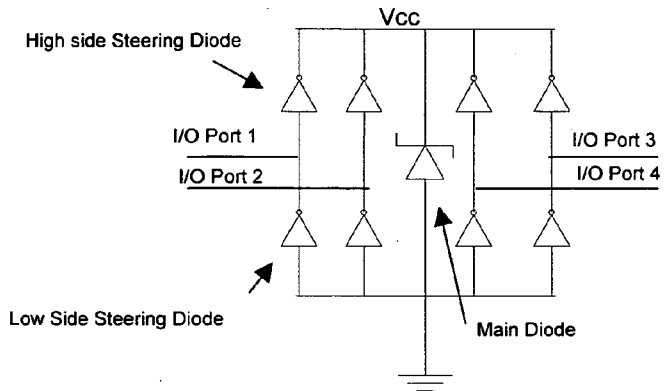 Vcc
High side Steering Diode
I/O Port 1
I/O Port 3
I/O Port 2
I/O Port 4
Low Side Steering Diode
Main Diode